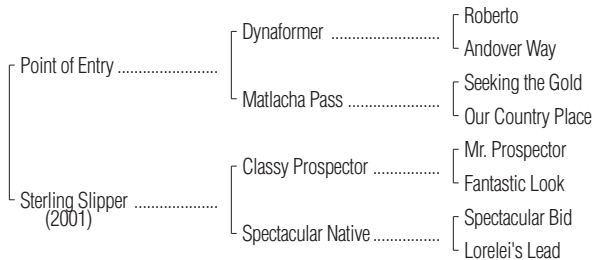 Roberto
Dynaformer ....................
Andover Way
Point of Entry ......................
Seeking the Gold
Matlacha Pass ....................
Our Country Place
Mr. Prospector
Classy Prospector ..............
Fantastic Look
Sterling Slipper ..................
(2001)
Spectacular Bid
Spectacular Native..............
Lorelei's Lead